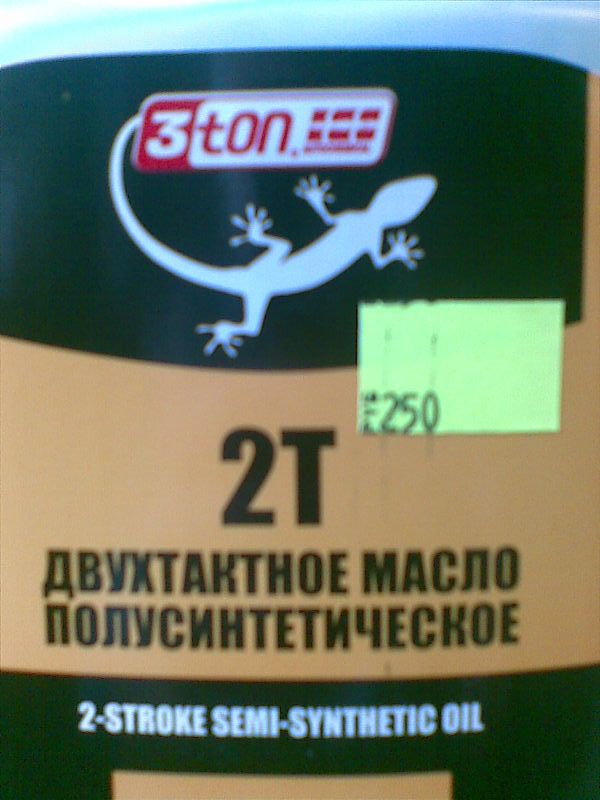 3ton
250
2T
ДВУХТАКТНОЕ МАСЛО
ПОЛУСИНТЕТИЧЕСКОЕ
2-STROKE SEMI-SYNTHETIC OIL